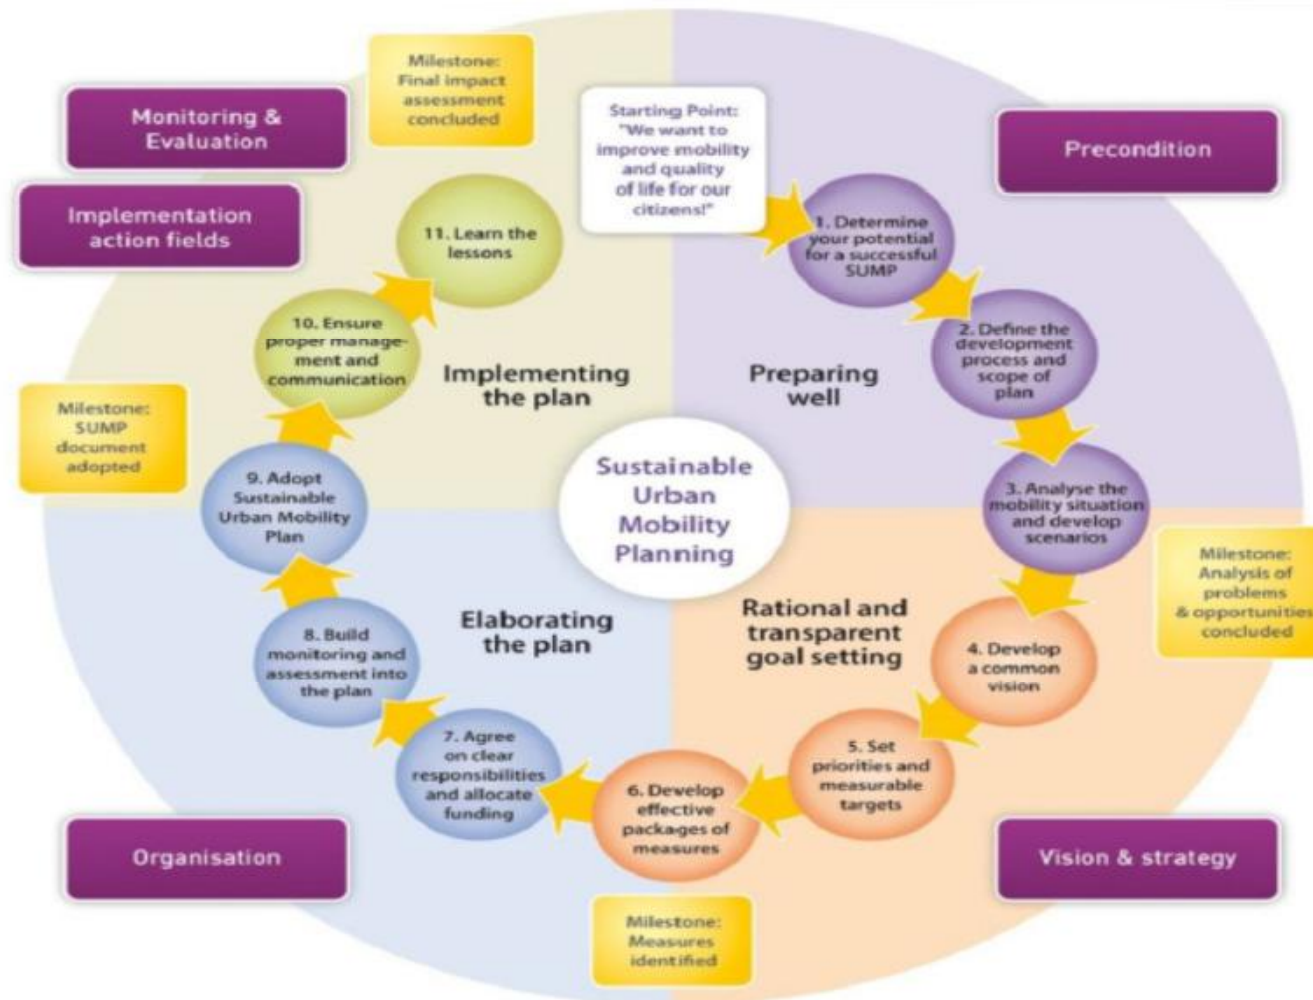 Milestone:
Final impact
assessment
concluded
Monitoring &
Evaluation
Implementation
action fields
Starting Point:
"We want to
improve mobility
and quality
of life for our
citizens!"
Precondition
1. Determine
your potential
for a successful
SUMP
2. Define the
development
process and
scope of
plan
3. Analyse the
mobility situation
and develop
scenarios
Milestone:
Analysis of
problems
& opportunities
concluded
4. Develop
a common
vision
5. Set
priorities and
measurable
targets
6. Develop
effective
packages of
measures
Milestone:
Measures
identified
7. Agree
on clear
responsibilities
and allocate
funding
8. Build
monitoring and
assessment into
the plan
9. Adopt
Sustainable
Urban Mobility
Plan
Milestone:
SUMP
document
adopted
10. Ensure
proper manage-
ment and
communication
11. Learn the
lessons
Implementing
the plan
Preparing
well
Sustainable
Urban
Mobility
Planning
Elaborating
the plan
Rational and
transparent
goal setting
Organisation
Vision & strategy